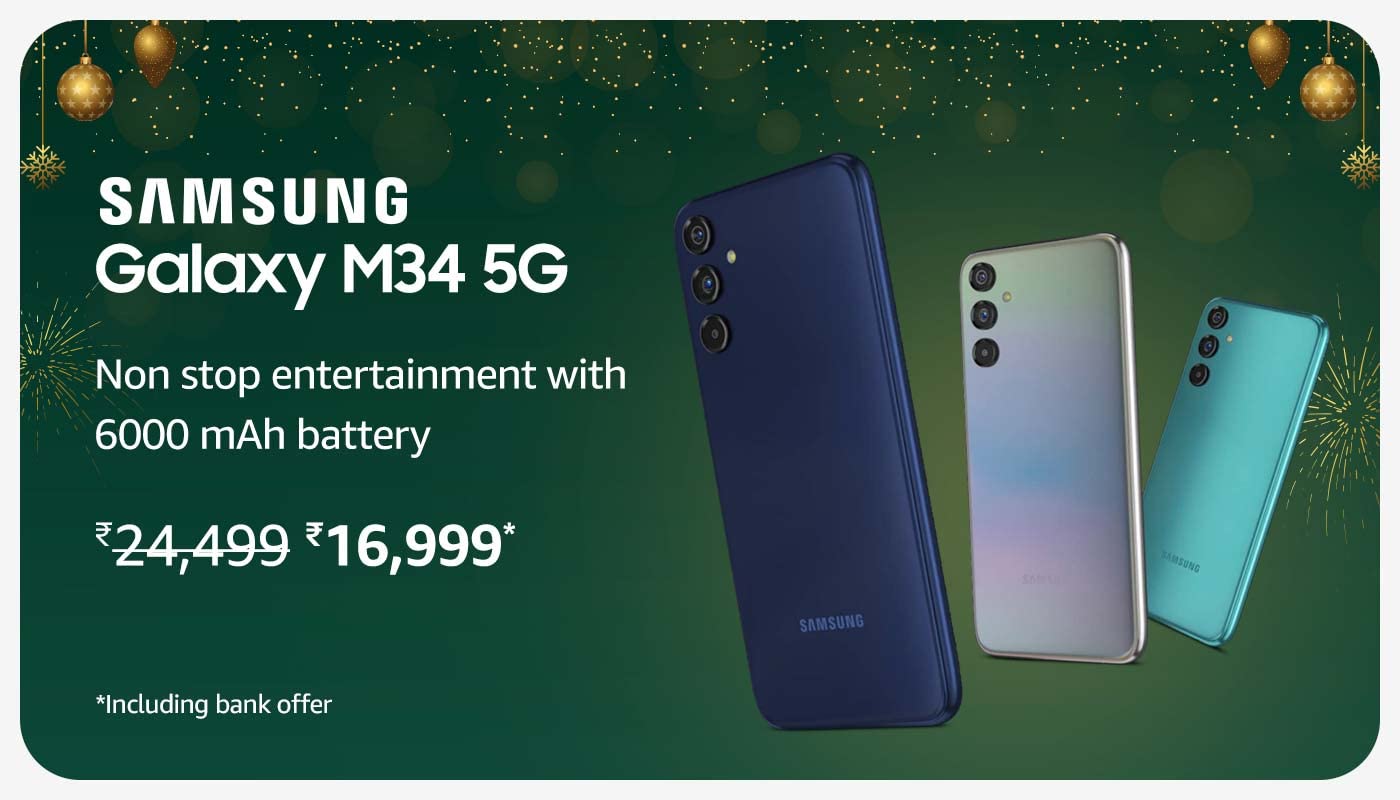 SAMSUNG
Galaxy M34 5G
Non stop entertainment with
6000 mAh battery
₹24,499 ₹16,999*
*Including bank offer
SAMSUNG
SAMSUNG
SAMSUNG